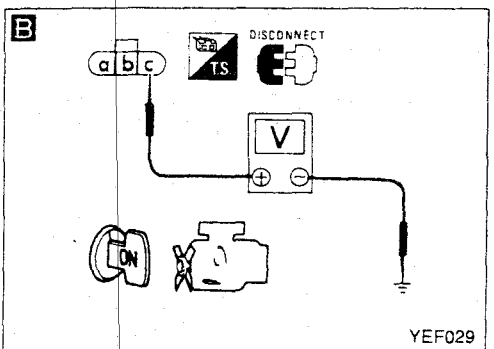 B
DISCONNECT
a b c
T.S.
V
⊕ ⊖
ON
YEF029